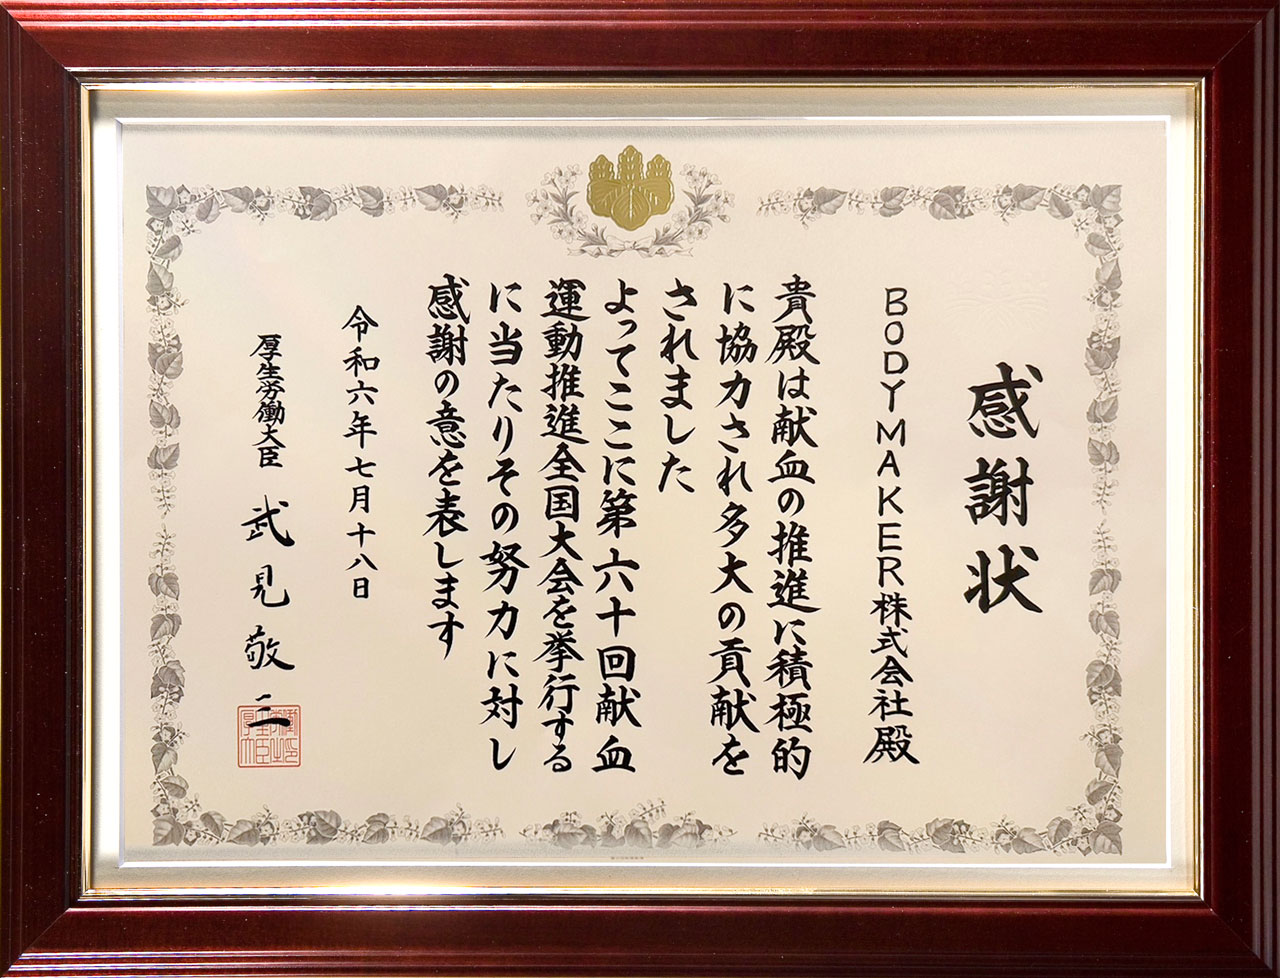 感謝状
BODYMAKER株式会社殿
貴殿は献血の推進に積極的
に協力され多大の貢献を
されました
よってここに第六十回献血
運動推進全国大会を挙行する
に当たりその努力に対し
感謝の意を表します
令和六年七月十八日
厚生労働大臣 武見敬三